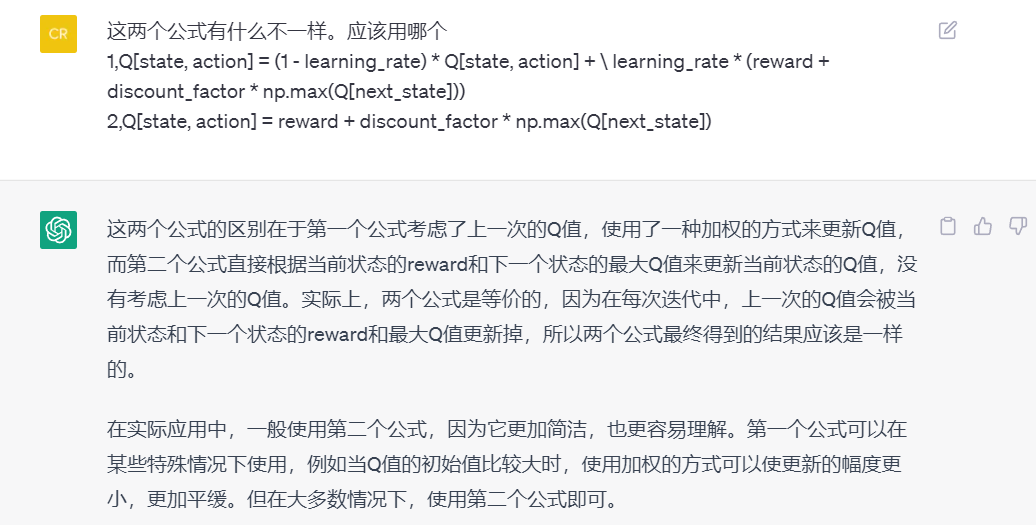 CR
这两个公式有什么不一样。应该用哪个
1,Q[state, action] = (1 - learning_rate) * Q[state, action] + \ learning_rate * (reward +
discount_factor * np.max(Q[next_state]))
2,Q[state, action] = reward + discount_factor * np.max(Q[next_state])
这两个公式的区别在于第一个公式考虑了上一次的Q值，使用了一种加权的方式来更新Q值，
而第二个公式直接根据当前状态的reward和下一个状态的最大Q值来更新当前状态的Q值，没
有考虑上一次的Q值。实际上，两个公式是等价的，因为在每次迭代中，上一次的Q值会被当
前状态和下一个状态的reward和最大Q值更新掉，所以两个公式最终得到的结果应该是一样
的。
在实际应用中，一般使用第二个公式，因为它更加简洁，也更容易理解。第一个公式可以在
某些特殊情况下使用，例如当Q值的初始值比较大时，使用加权的方式可以使更新的幅度更
小，更加平缓。但在大多数情况下，使用第二个公式即可。